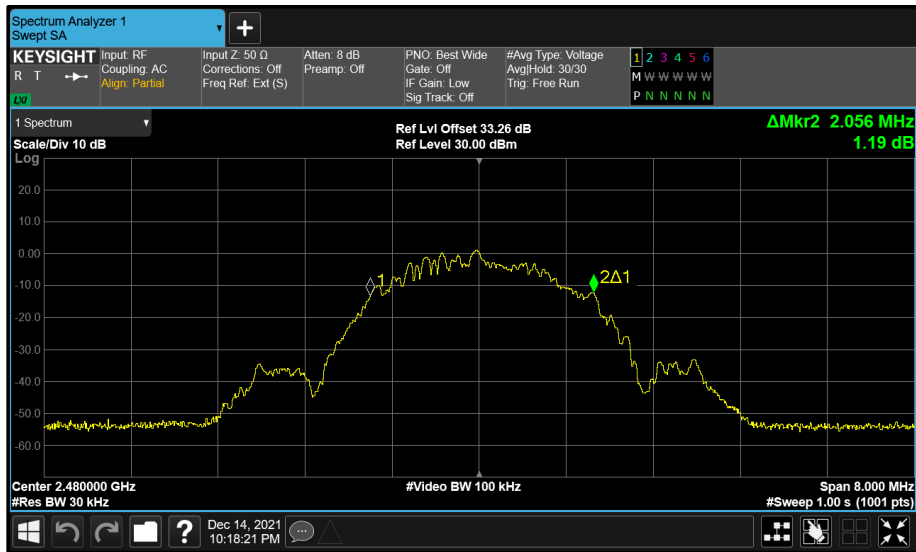 Spectrum Analyzer 1
Swept SA
+
KEYSIGHT
R T
LXI
Input: RF
Coupling: AC
Align: Partial
Input Z: 50 Ω
Corrections: Off
Freq Ref: Ext (S)
Atten: 8 dB
Preamp: Off
PNO: Best Wide
Gate: Off
IF Gain: Low
Sig Track: Off
#Avg Type: Voltage
Avg|Hold: 30/30
Trig: Free Run
1 2 3 4 5 6
M W W W W W
P N N N N N
1 Spectrum
Scale/Div 10 dB
Log
Ref Lvl Offset 33.26 dB
Ref Level 30.00 dBm
ΔMkr2 2.056 MHz
1.19 dB
20.0
10.0
0.00
-10.0
-20.0
-30.0
-40.0
-50.0
-60.0
1
2Δ1
Center 2.480000 GHz
#Res BW 30 kHz
#Video BW 100 kHz
Span 8.000 MHz
#Sweep 1.00 s (1001 pts)
?
Dec 14, 2021
10:18:21 PM